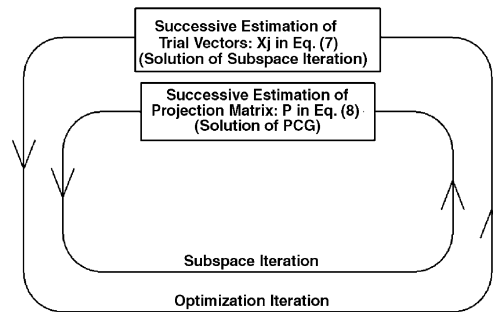 Successive Estimation of
Trial Vectors: Xj in Eq. (7)
(Solution of Subspace Iteration)
Successive Estimation of
Projection Matrix: P in Eq. (8)
(Solution of PCG)
Subspace Iteration
Optimization Iteration